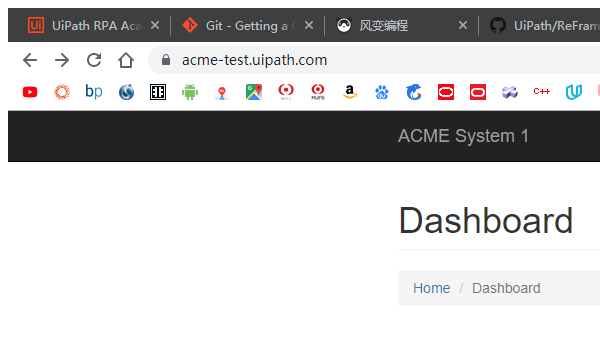 UiPath RPA Aca
Git - Getting a
风变编程
UiPath/ReFram
acme-test.uipath.com
bp
MUFG
C++
ACME System 1
Dashboard
Home / Dashboard